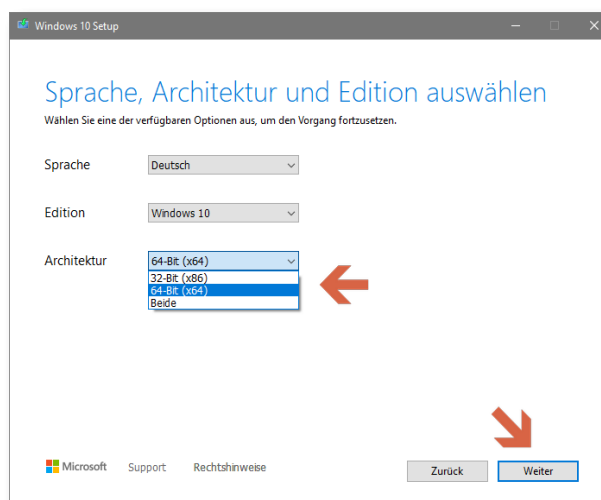 Windows 10 Setup
Sprache, Architektur und Edition auswählen
Wählen Sie eine der verfügbaren Optionen aus, um den Vorgang fortzusetzen.
Sprache Deutsch
Edition Windows 10
Architektur 64-Bit (x64)
32-Bit (x86)
64-Bit (x64)
Beide
Microsoft Support Rechtshinweise Zurück Weiter